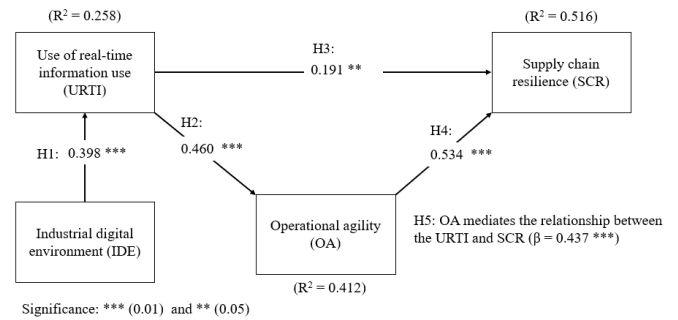 (R² = 0.258)
(R² = 0.516)
Use of real-time
information use
(URTI)
H3:
0.191 **
Supply chain
resilience (SCR)
H2:
0.460 ***
H4:
0.534 ***
H1: 0.398 ***
Industrial digital
environment (IDE)
Operational agility
(OA)
H5: OA mediates the relationship between
the URTI and SCR (β = 0.437 ***)
(R² = 0.412)
Significance: *** (0.01) and ** (0.05)